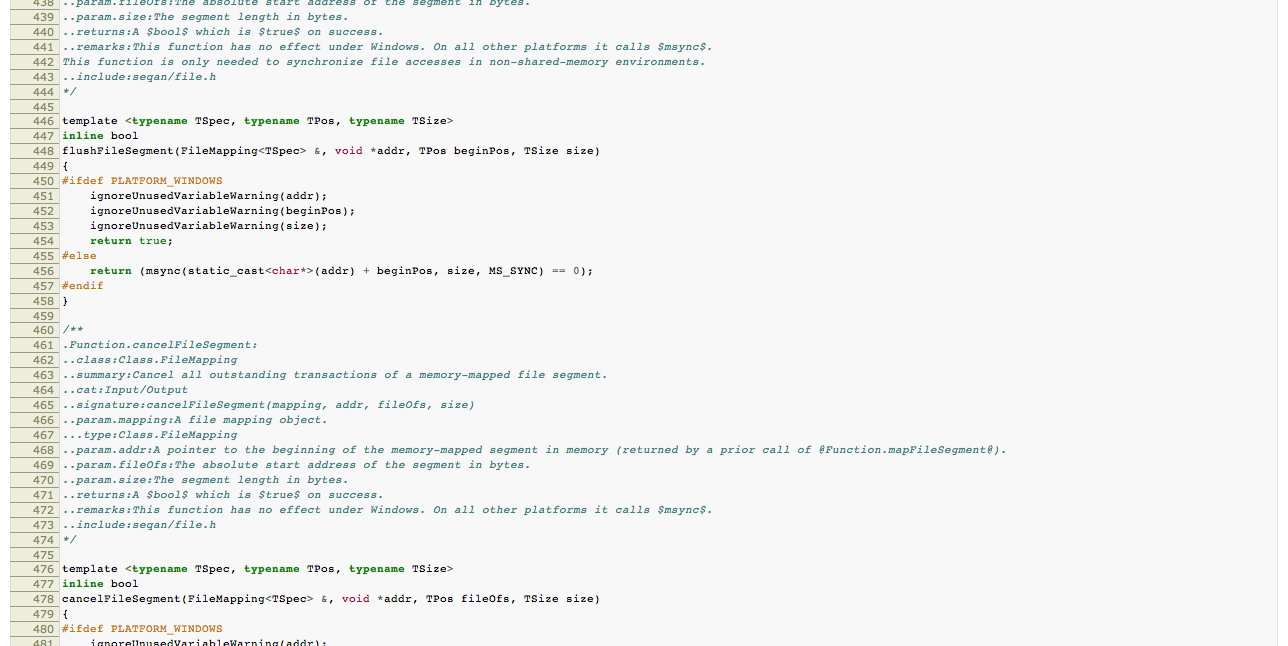 438 ..param.fileOfs:The absolute start address of the segment in bytes.
439 ..param.size:The segment length in bytes.
440 ..returns:A $bool$ which is $true$ on success.
441 ..remarks:This function has no effect under Windows. On all other platforms it calls $msync$.
442 This function is only needed to synchronize file accesses in non-shared-memory environments.
443 ..include:seqan/file.h
444 */
445
446 template <typename TSpec, typename TPos, typename TSize>
447 inline bool
448 flushFileSegment(FileMapping<TSpec> &, void *addr, TPos beginPos, TSize size)
449 {
450 #ifdef PLATFORM_WINDOWS
451     ignoreUnusedVariableWarning(addr);
452     ignoreUnusedVariableWarning(beginPos);
453     ignoreUnusedVariableWarning(size);
454     return true;
455 #else
456     return (msync(static_cast<char*>(addr) + beginPos, size, MS_SYNC) == 0);
457 #endif
458 }
459
460 /**
461 .Function.cancelFileSegment:
462 ..class:Class.FileMapping
463 ..summary:Cancel all outstanding transactions of a memory-mapped file segment.
464 ..cat:Input/Output
465 ..signature:cancelFileSegment(mapping, addr, fileOfs, size)
466 ..param.mapping:A file mapping object.
467 ...type:Class.FileMapping
468 ..param.addr:A pointer to the beginning of the memory-mapped segment in memory (returned by a prior call of @Function.mapFileSegment@).
469 ..param.fileOfs:The absolute start address of the segment in bytes.
470 ..param.size:The segment length in bytes.
471 ..returns:A $bool$ which is $true$ on success.
472 ..remarks:This function has no effect under Windows. On all other platforms it calls $msync$.
473 ..include:seqan/file.h
474 */
475
476 template <typename TSpec, typename TPos, typename TSize>
477 inline bool
478 cancelFileSegment(FileMapping<TSpec> &, void *addr, TPos fileOfs, TSize size)
479 {
480 #ifdef PLATFORM_WINDOWS
481     ignoreUnusedVariableWarning(addr);